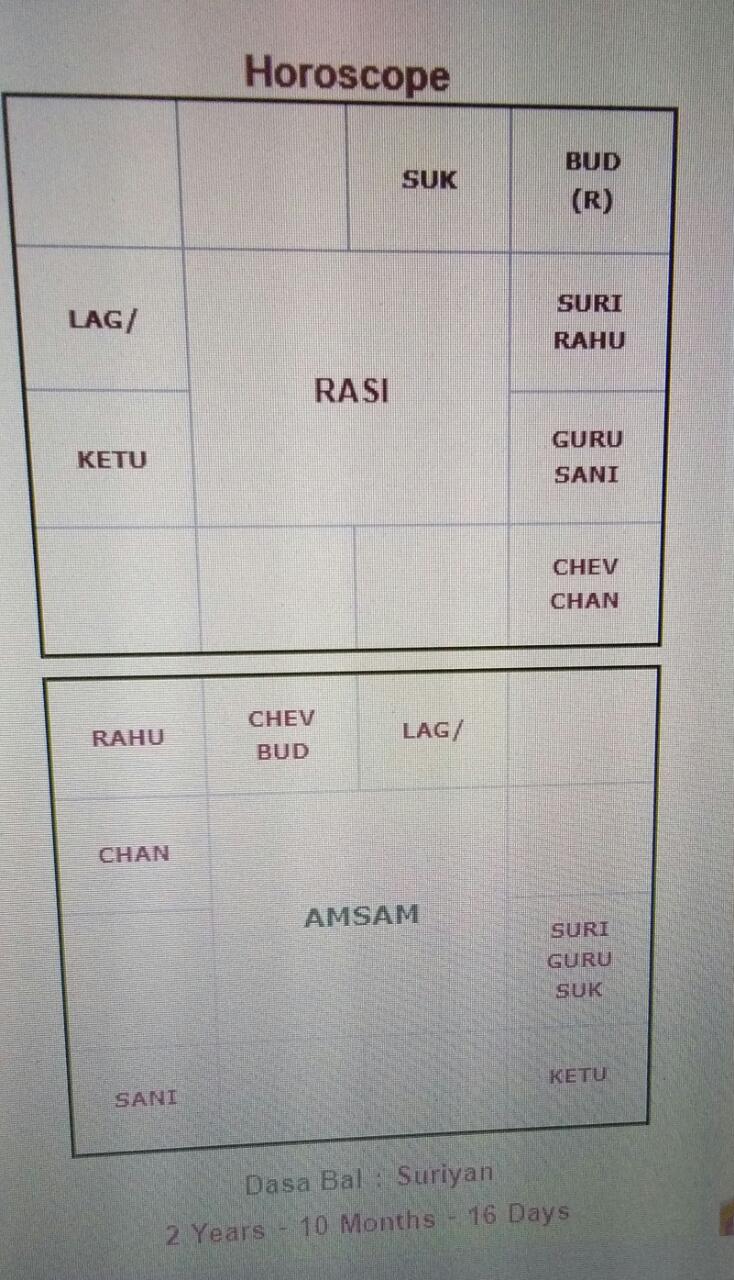 Horoscope
SUK
BUD
(R)
LAG/
SURI
RAHU
RASI
KETU
GURU
SANI
CHEV
CHAN
RAHU
CHEV
BUD
LAG/
CHAN
AMSAM
SURI
GURU
SUK
SANI
KETU
Dasa Bal : Suriyan
2 Years - 10 Months - 16 Days